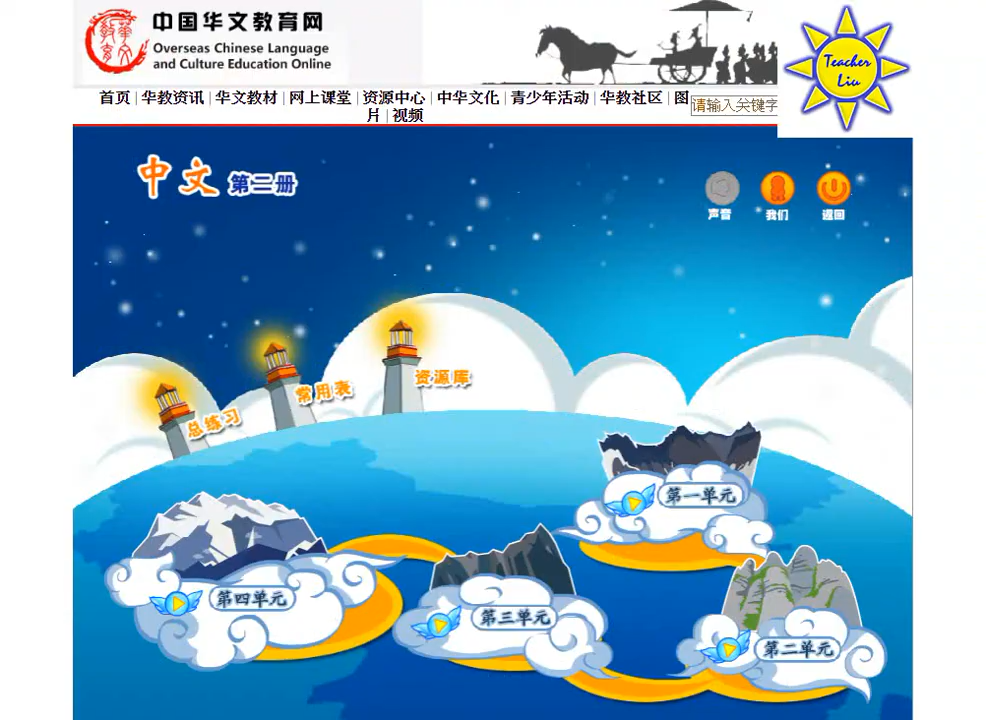 中国华文教育网
Overseas Chinese Language
and Culture Education Online
Teacher
Liu
首页 | 华教资讯 | 华文教材 | 网上课堂 | 资源中心 | 中华文化 | 青少年活动 | 华教社区 | 图
片 | 视频
请输入关键字
中文 第二册
声音 我们 返回
资源库
常用表
总练习
第一单元
第四单元
第三单元
第二单元